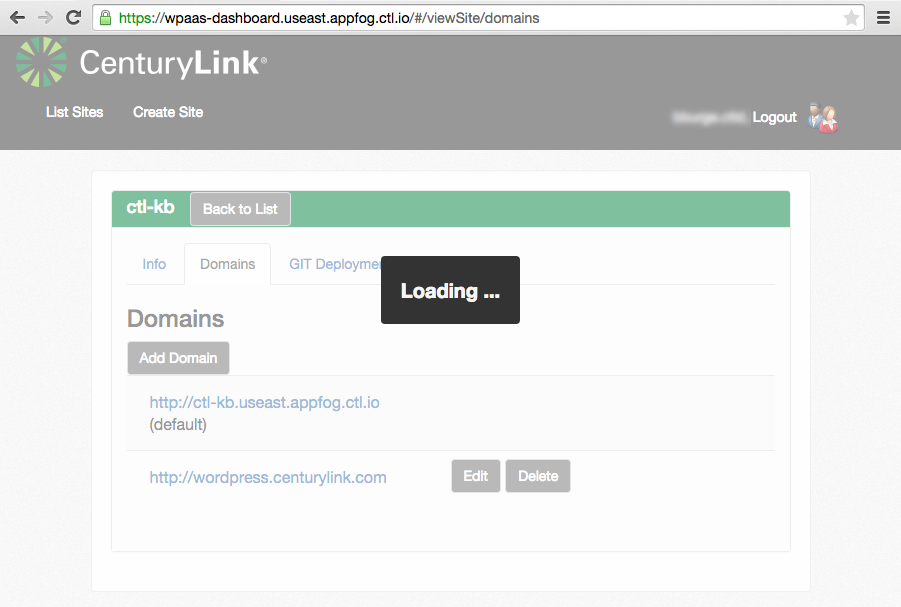 https://wpaas-dashboard.useast.appfog.ctl.io/#/viewSite/domains
CenturyLink®
List Sites Create Site Logout
ctl-kb Back to List
Info Domains GIT
Loading ...
Domains
Add Domain
http://ctl-kb.useast.appfog.ctl.io
(default)
http://wordpress.centurylink.com Edit Delete